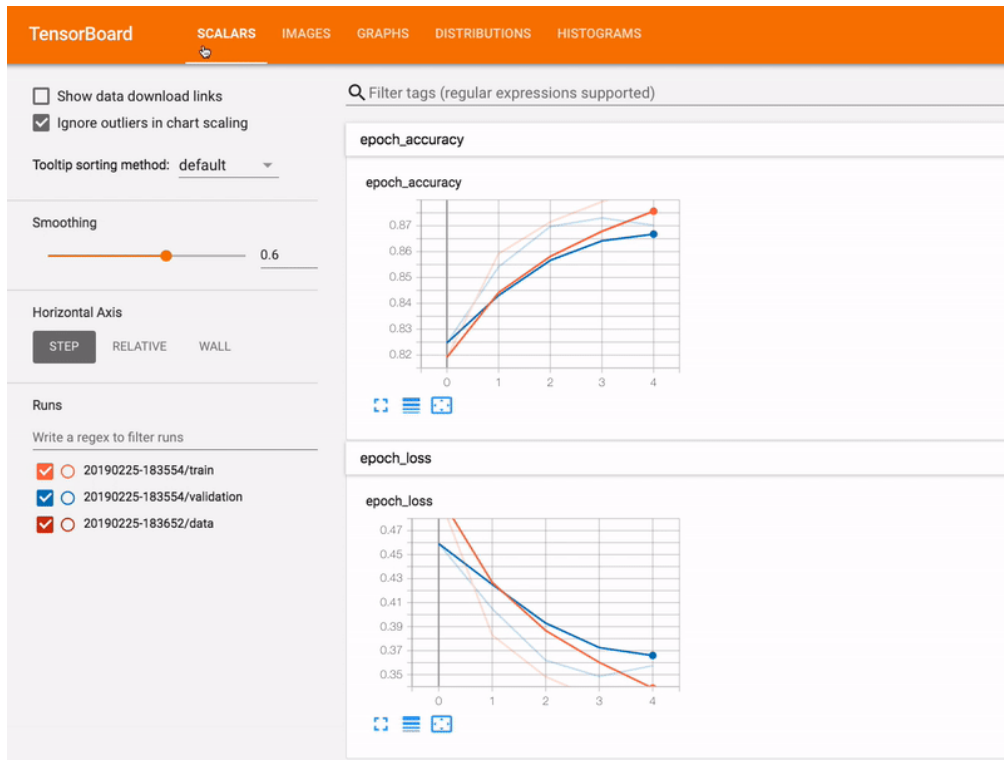 TensorBoard SCALARS IMAGES GRAPHS DISTRIBUTIONS HISTOGRAMS
Show data download links
Ignore outliers in chart scaling
Tooltip sorting method: default
Smoothing
0.6
Horizontal Axis
STEP RELATIVE WALL
Runs
Write a regex to filter runs
20190225-183554/train
20190225-183554/validation
20190225-183652/data
Filter tags (regular expressions supported)
epoch_accuracy
epoch_accuracy
0.87
0.86
0.85
0.84
0.83
0.82
0 1 2 3 4
epoch_loss
epoch_loss
0.47
0.45
0.43
0.41
0.39
0.37
0.35
0 1 2 3 4